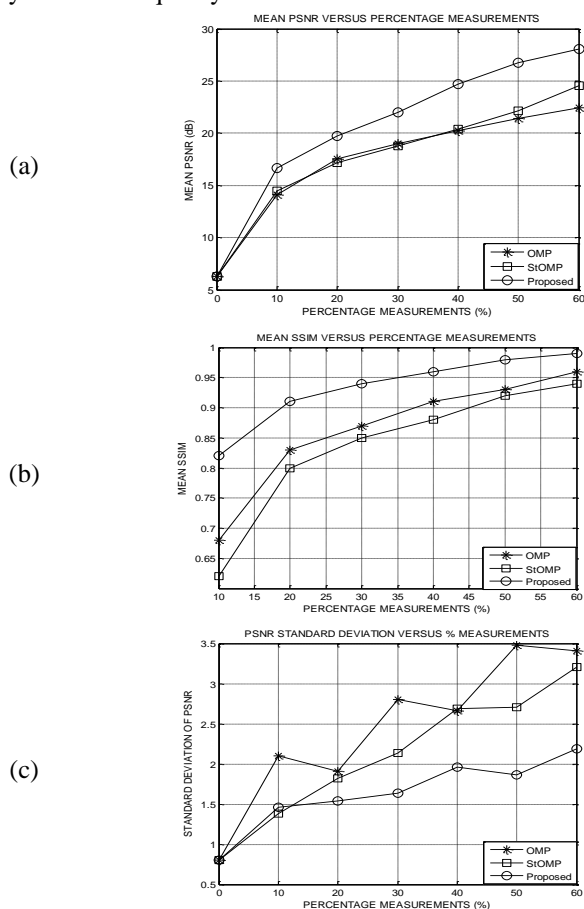 MEAN PSNR VERSUS PERCENTAGE MEASUREMENTS
30
25
20
15
10
5
MEAN PSNR (dB)
(a)
OMP
StOMP
Proposed
0 10 20 30 40 50 60
PERCENTAGE MEASUREMENTS (%)
MEAN SSIM VERSUS PERCENTAGE MEASUREMENTS
1
0.95
0.9
0.85
0.8
0.75
0.7
0.65
MEAN SSIM
(b)
OMP
StOMP
Proposed
10 15 20 25 30 35 40 45 50 55 60
PERCENTAGE MEASUREMENTS (%)
PSNR STANDARD DEVIATION VERSUS % MEASUREMENTS
3.5
3
2.5
2
1.5
1
0.5
STANDARD DEVIATION OF PSNR
(c)
OMP
StOMP
Proposed
0 10 20 30 40 50 60
PERCENTAGE MEASUREMENTS (%)